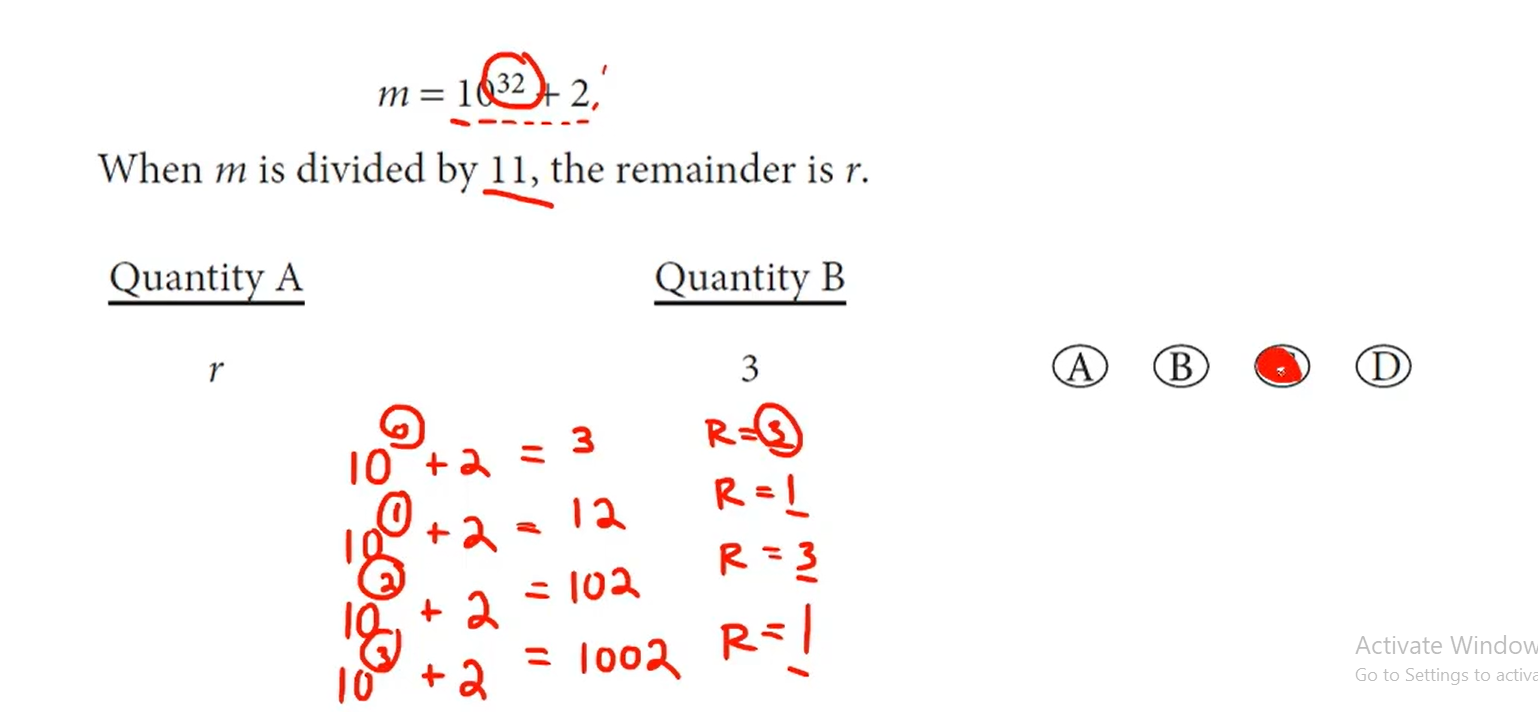 m = 10³² + 2
When m is divided by 11, the remainder is r.
Quantity A Quantity B
r 3 A B D
10⁰ + 2 = 3 R=3
10¹ + 2 = 12 R = 1
10² + 2 = 102 R = 3
10³ + 2 = 1002 R = 1
Activate Window
Go to Settings to activa